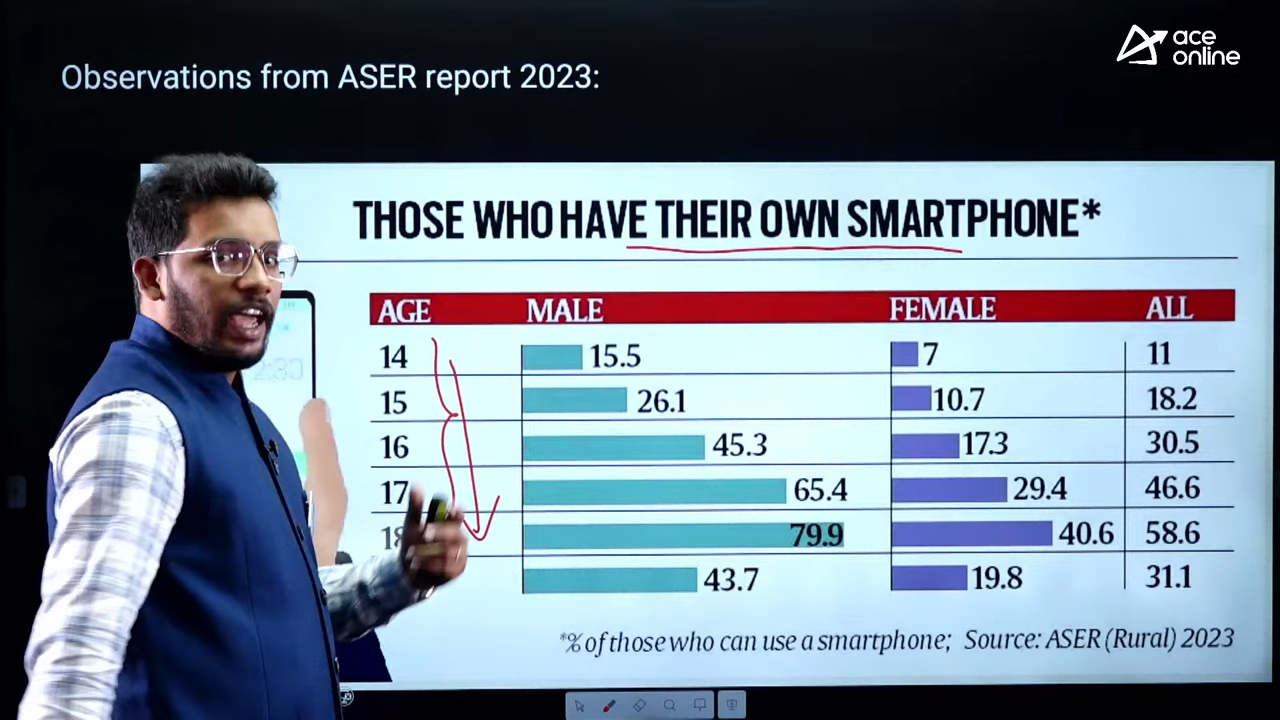 ace
online
Observations from ASER report 2023:
THOSE WHO HAVE THEIR OWN SMARTPHONE*
AGE MALE FEMALE ALL
14 15.5 7 11
15 26.1 10.7 18.2
16 45.3 17.3 30.5
17 65.4 29.4 46.6
18 79.9 40.6 58.6
43.7 19.8 31.1
*% of those who can use a smartphone; Source: ASER (Rural) 2023
2:30